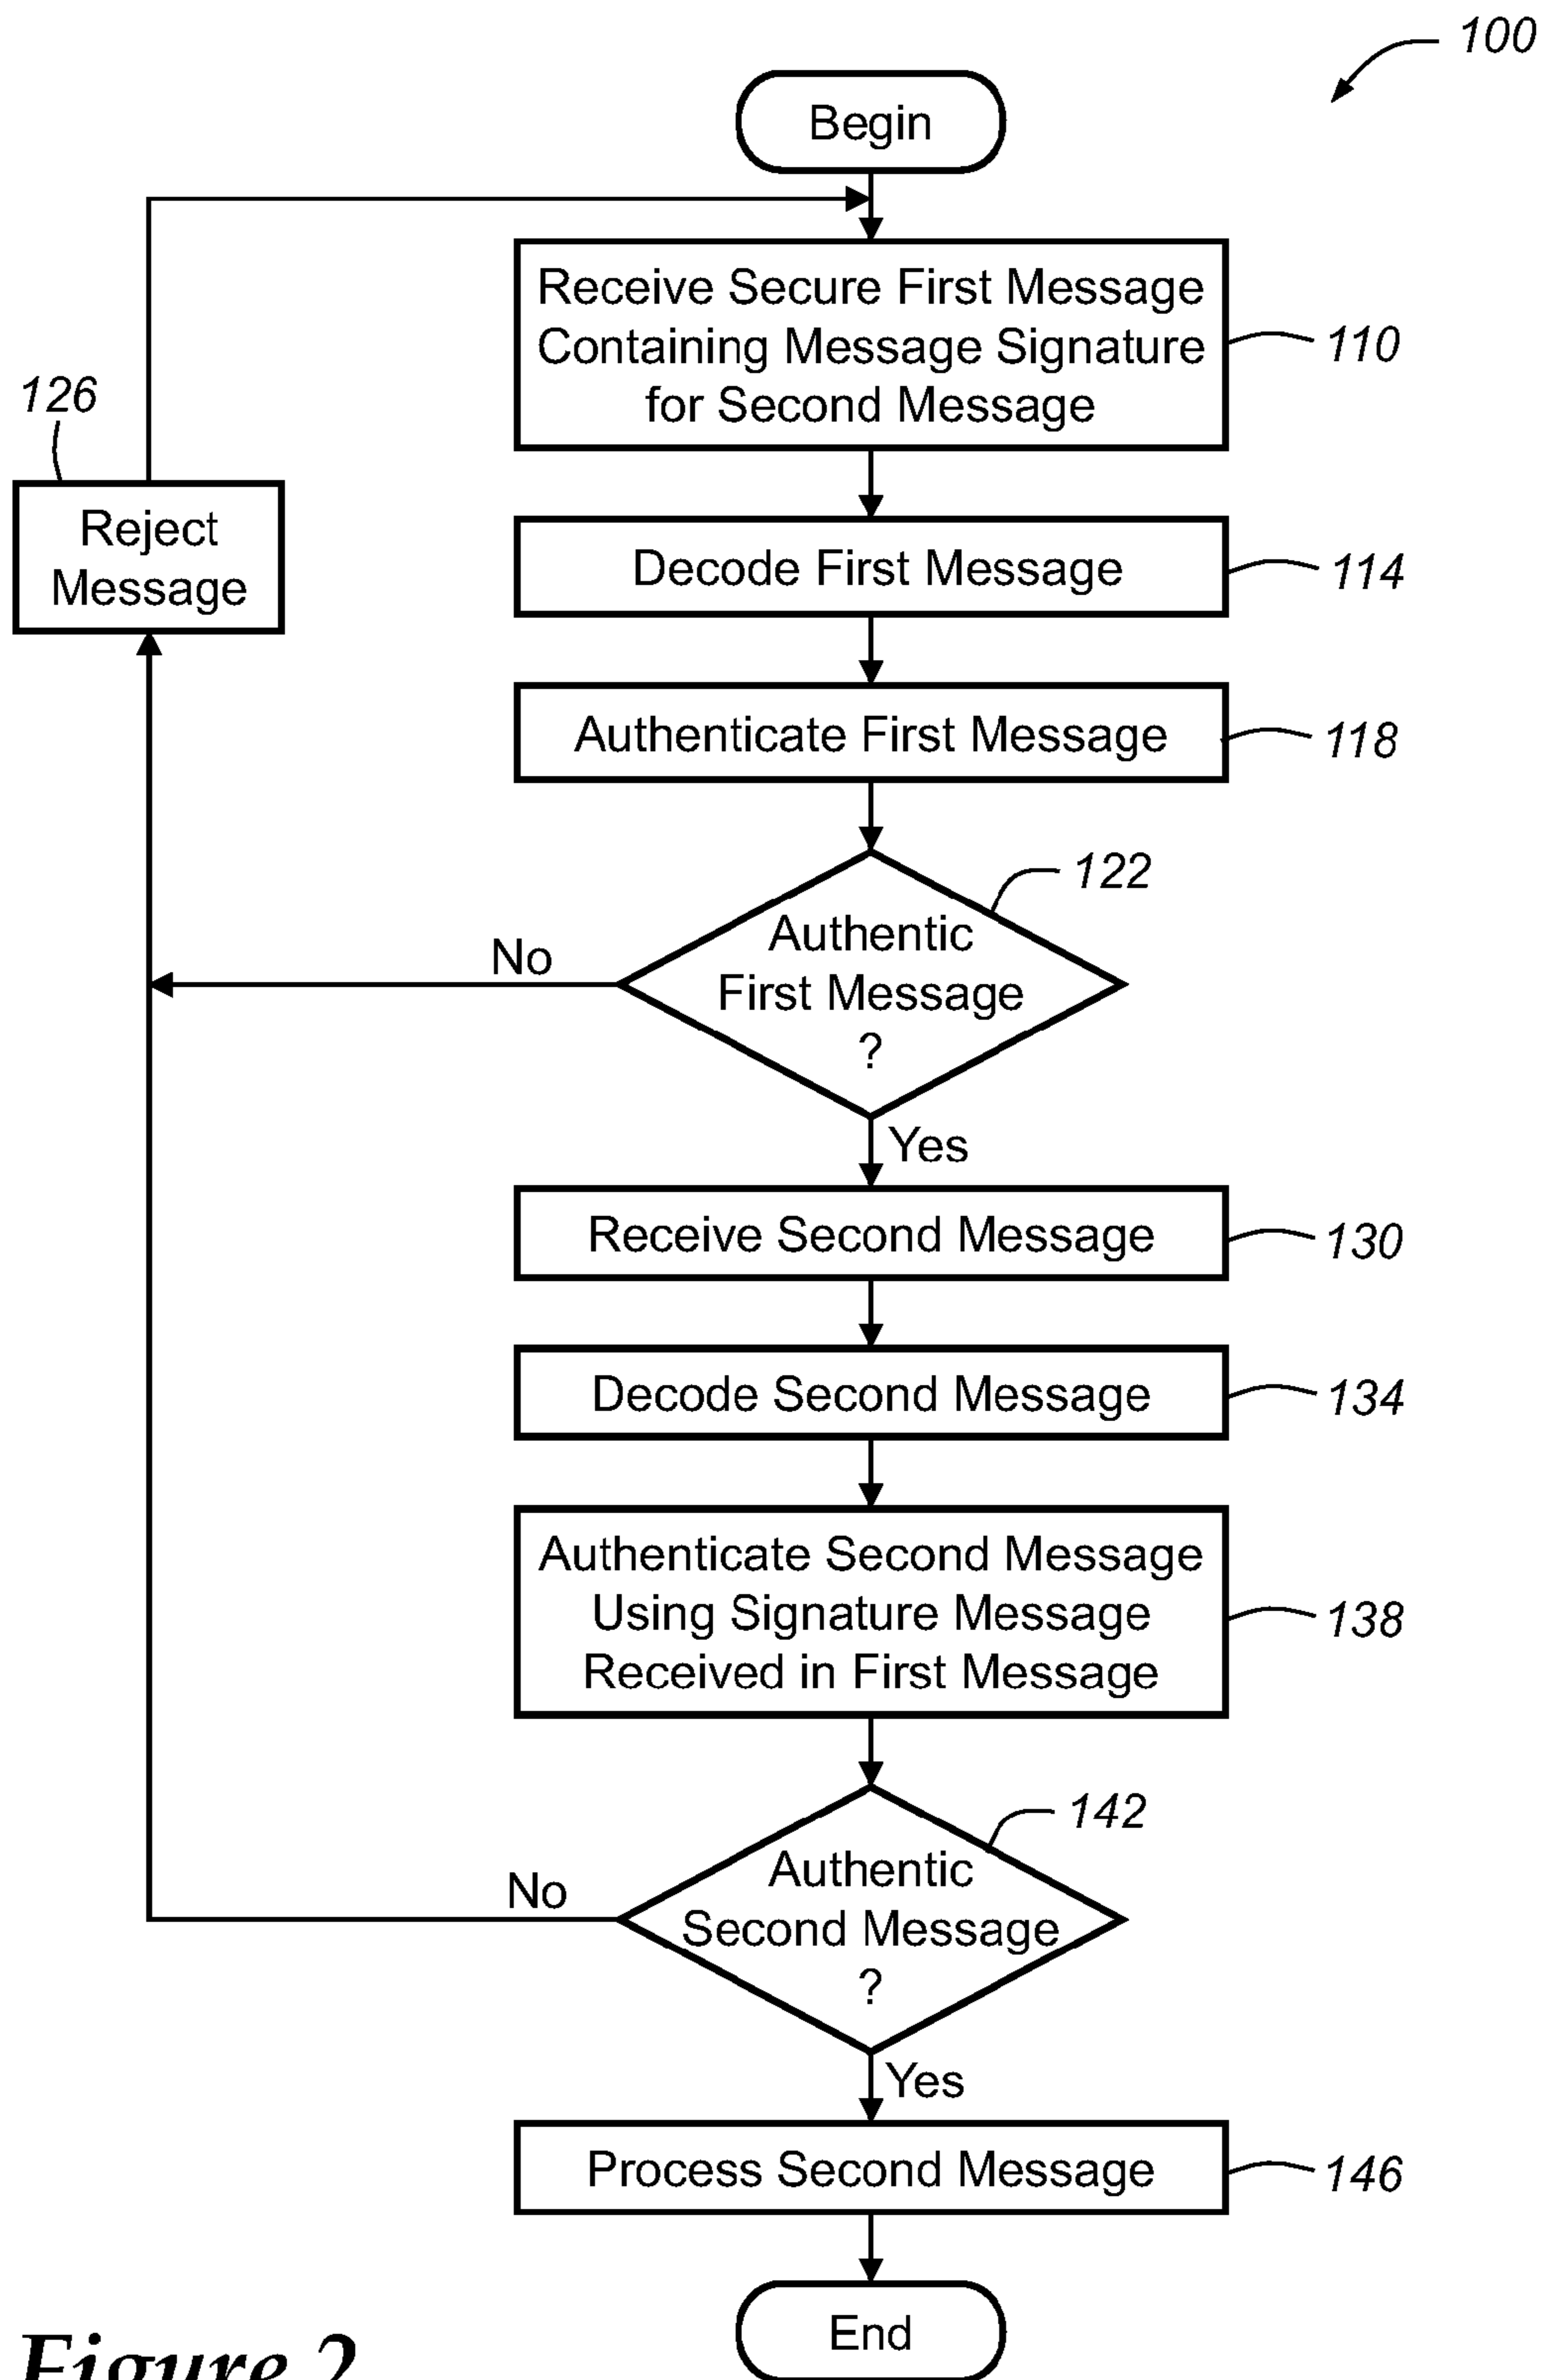 100
Begin
Receive Secure First Message
Containing Message Signature
for Second Message
110
126
Reject
Message
Decode First Message
114
Authenticate First Message
118
122
Authentic
First Message
?
No
Yes
Receive Second Message
130
Decode Second Message
134
Authenticate Second Message
Using Signature Message
Received in First Message
138
142
Authentic
Second Message
?
No
Yes
Process Second Message
146
End
Figure 2